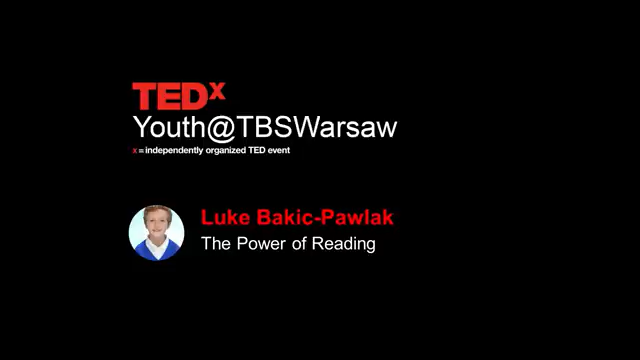 TEDx
Youth@TBSWarsaw
x = independently organized TED event
Luke Bakic-Pawlak
The Power of Reading